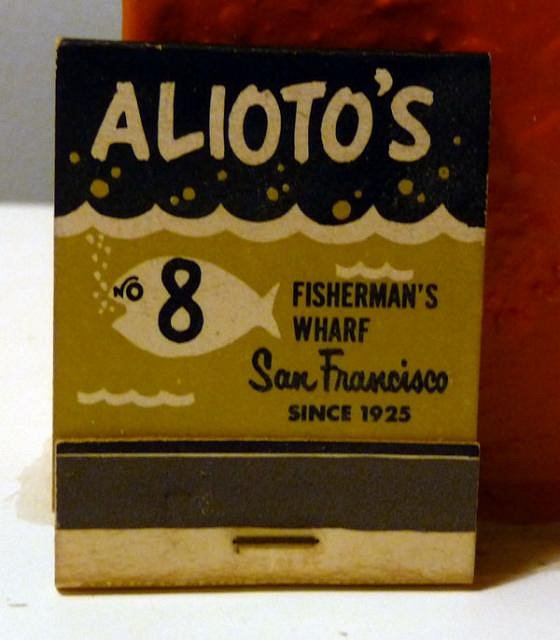 ALIOTO'S
NO 8
FISHERMAN'S
WHARF
San Francisco
SINCE 1925